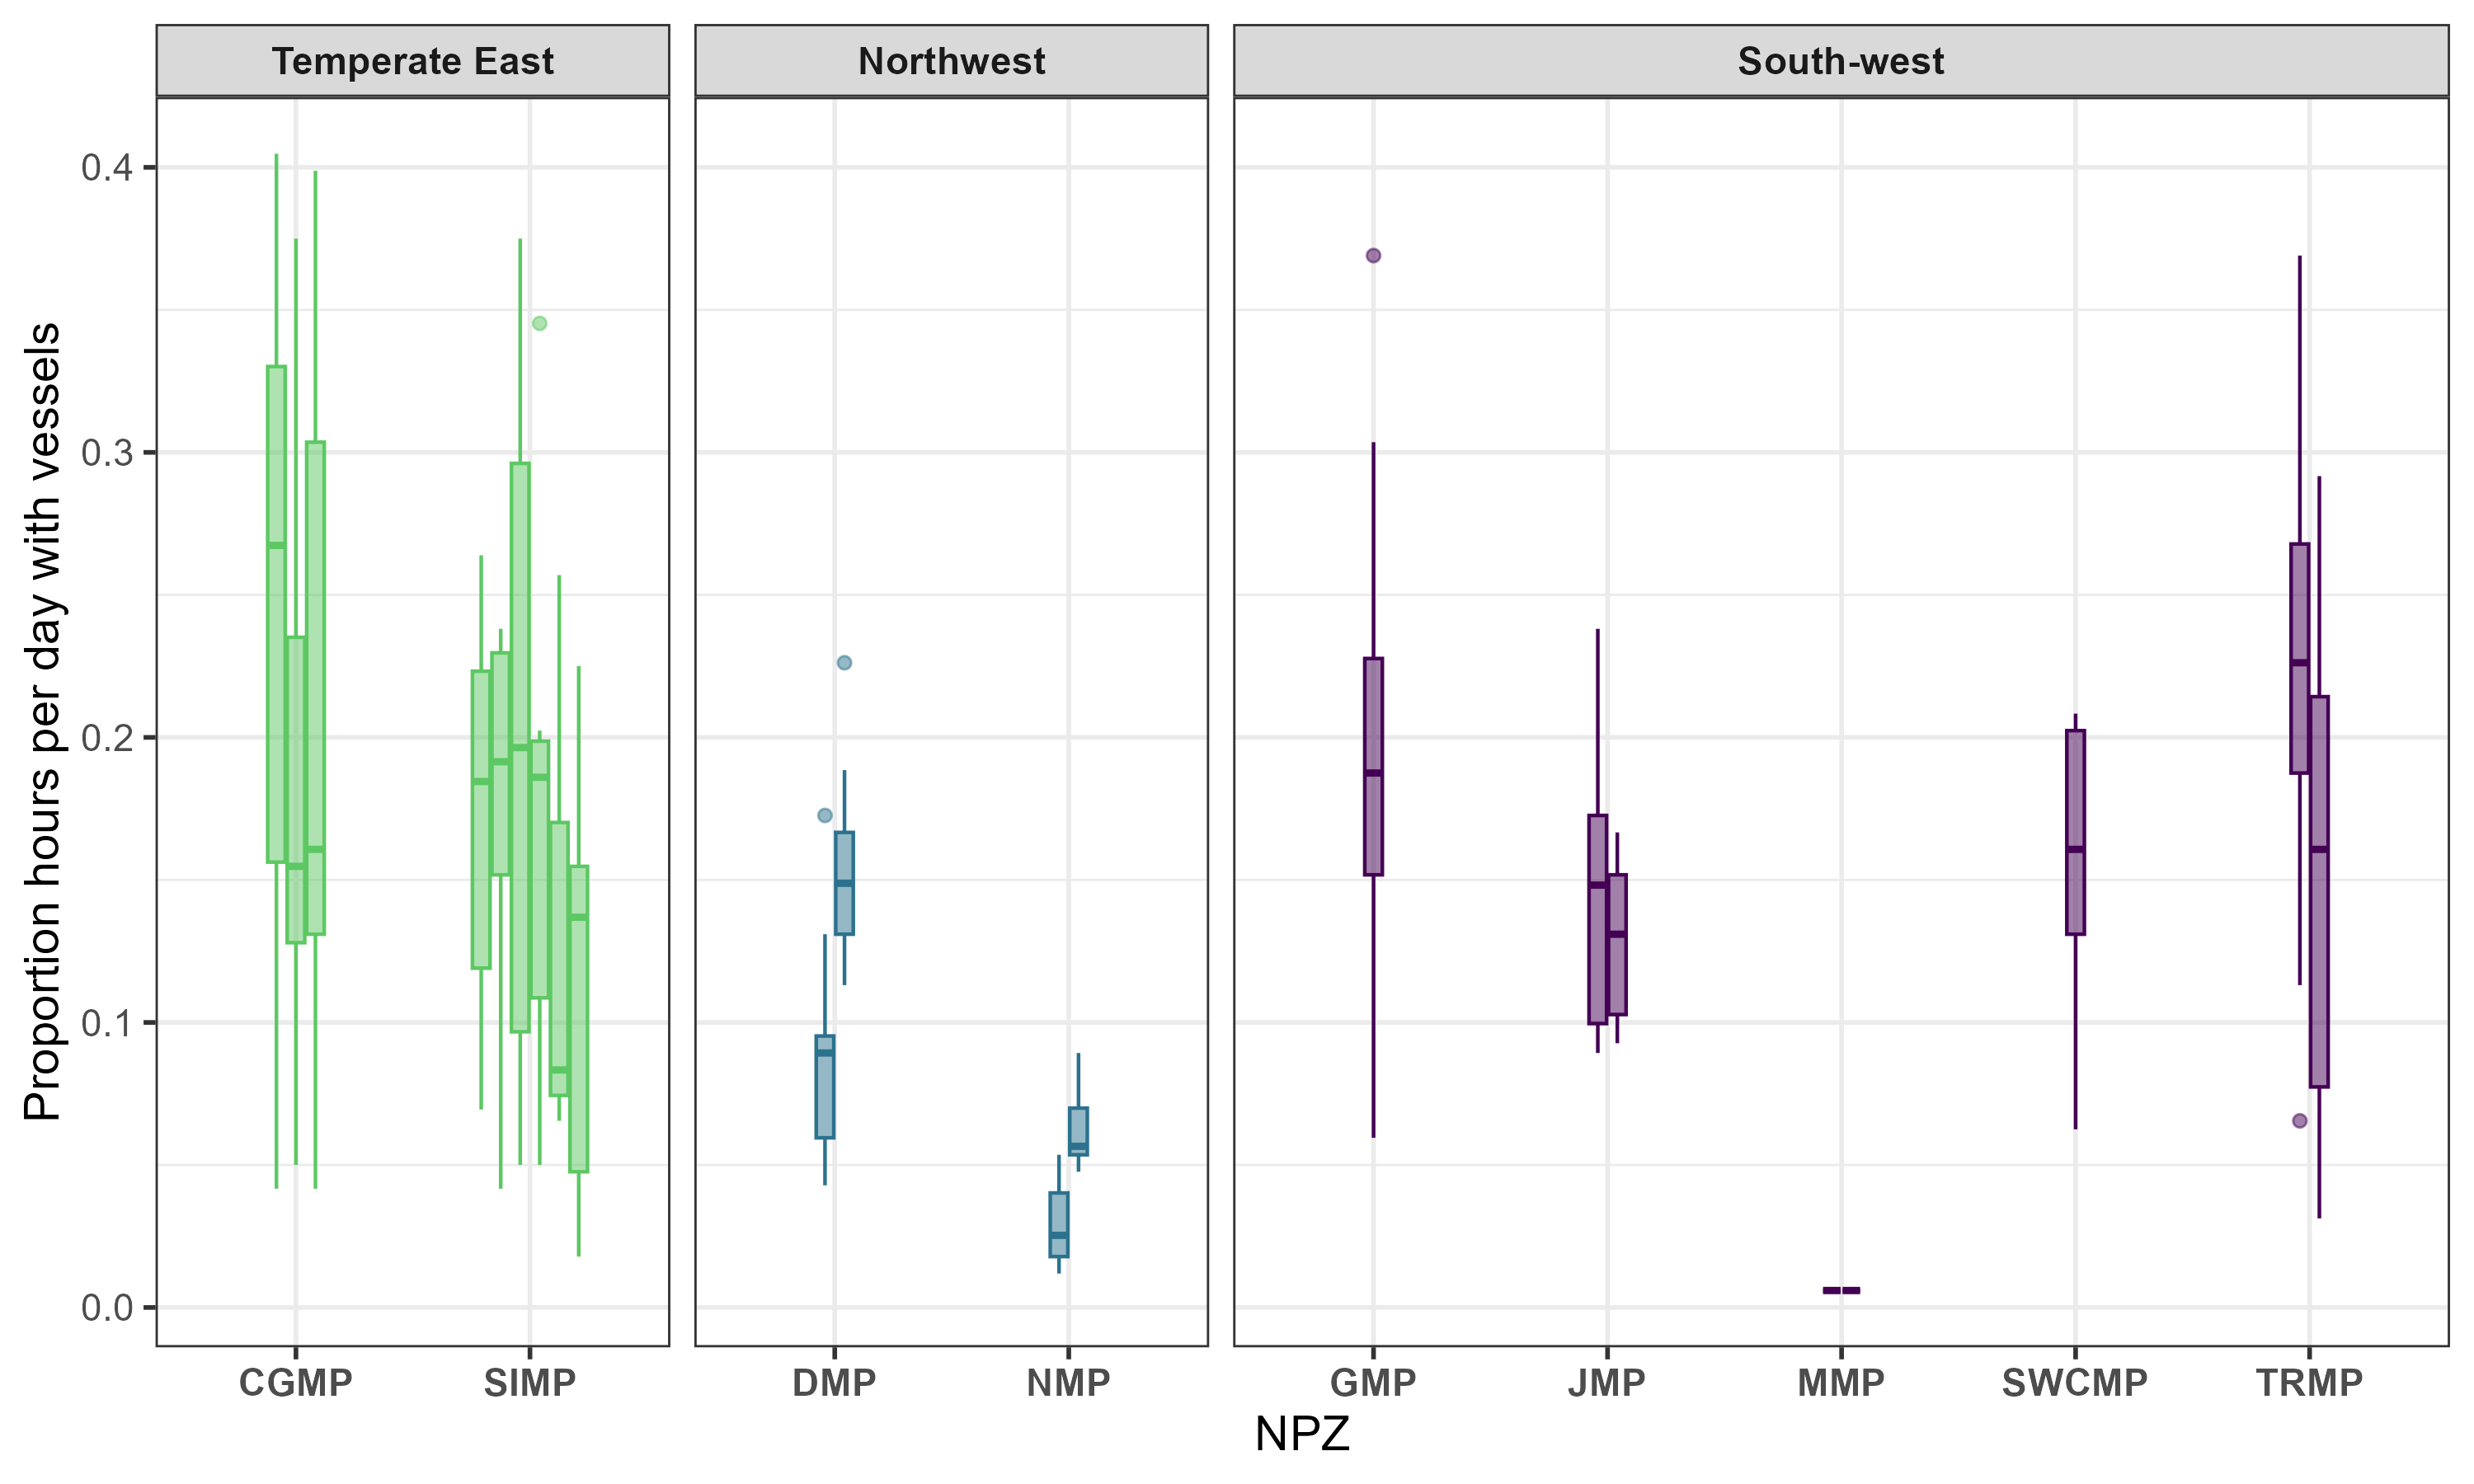 Temperate East
Northwest
South-west
Proportion hours per day with vessels
0.4
0.3
0.2
0.1
0.0
CGMP
SIMP
DMP
NMP
GMP
JMP
MMP
SWCMP
TRMP
NPZ